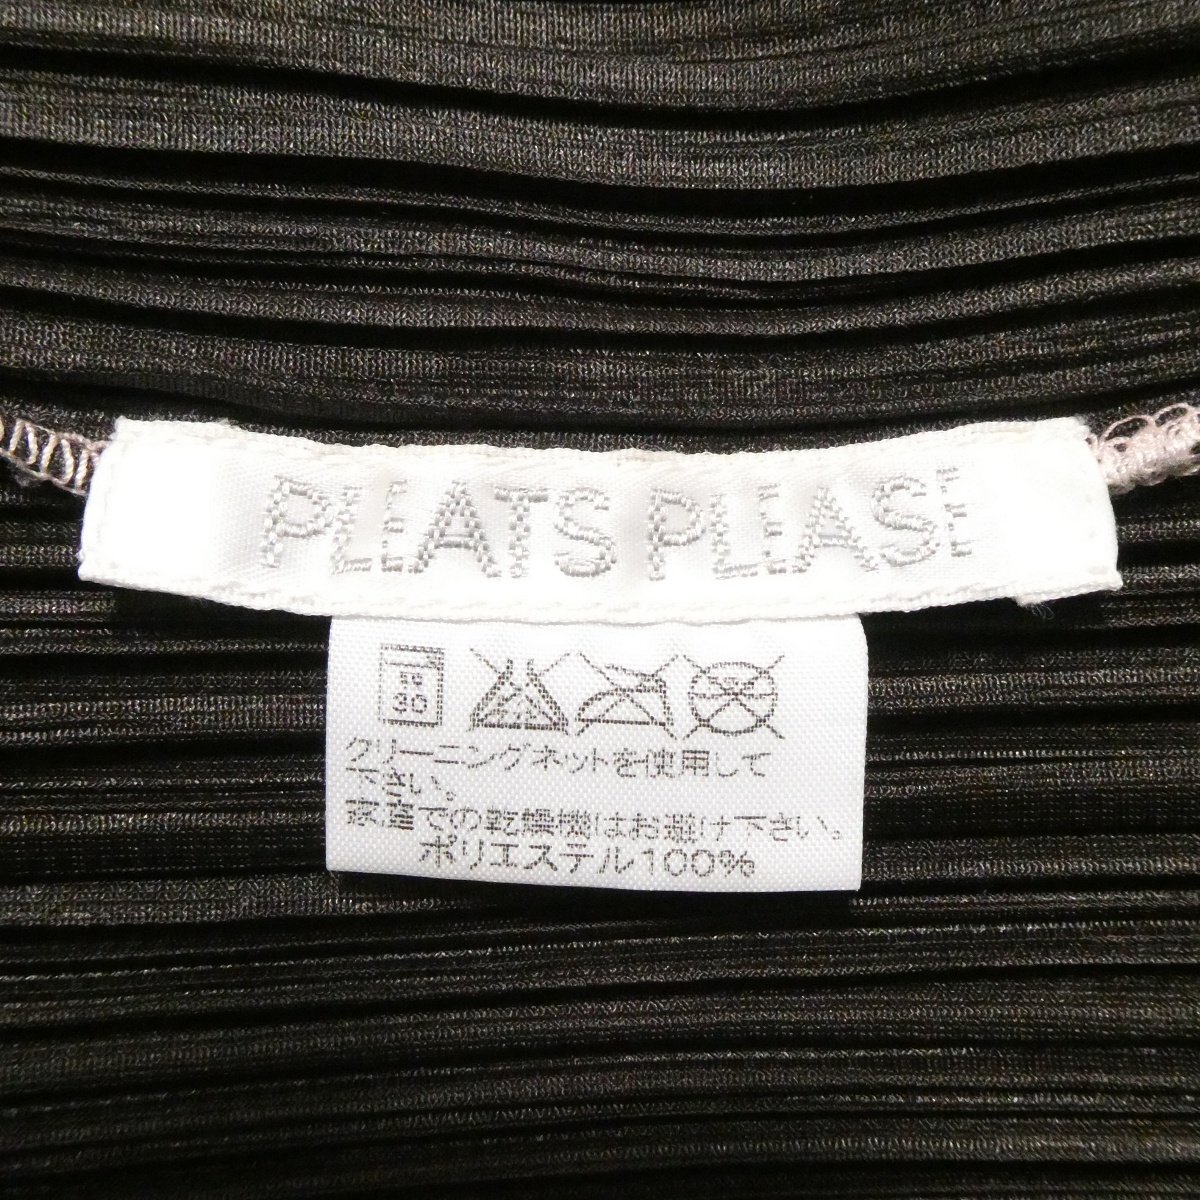 PLEATS PLEASE
弱 30
クリーニングネットを使用して
下さい。
家庭での乾燥機はお避け下さい。
ポリエステル100%